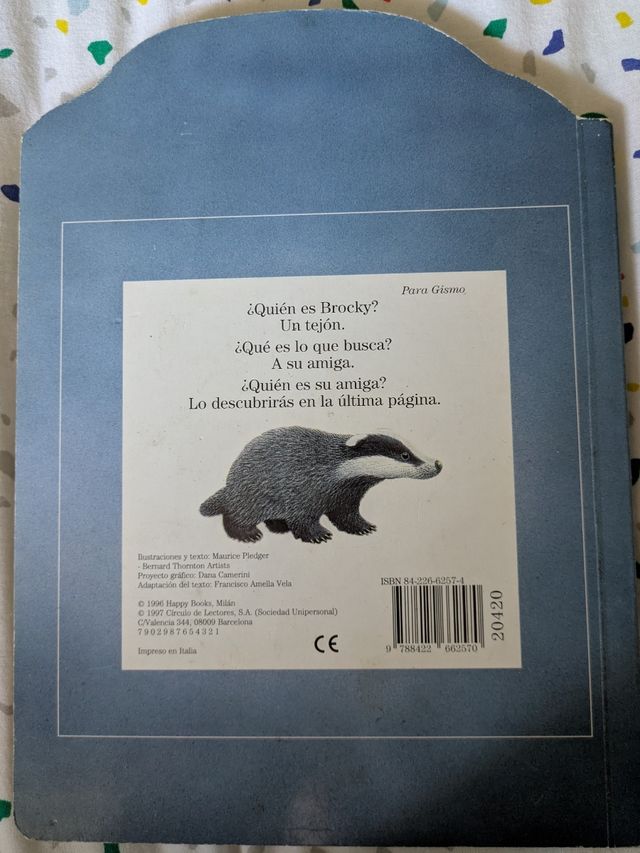 Para Gismo
¿Quién es Brocky?
Un tejón.
¿Qué es lo que busca?
A su amiga.
¿Quién es su amiga?
Lo descubrirás en la última página.
Ilustraciones y texto: Maurice Pledger
- Bernard Thornton Artists
Proyecto gráfico: Dana Camerini
Adaptación del texto: Francisco Amella Vela
© 1996 Happy Books, Milán
© 1997 Círculo de Lectores, S.A. (Sociedad Unipersonal)
C/Valencia 344, 08009 Barcelona
7 9 0 2 9 8 7 6 5 4 3 2 1
Impreso en Italia
CE
ISBN 84-226-6257-4
9 788422 662570
20420